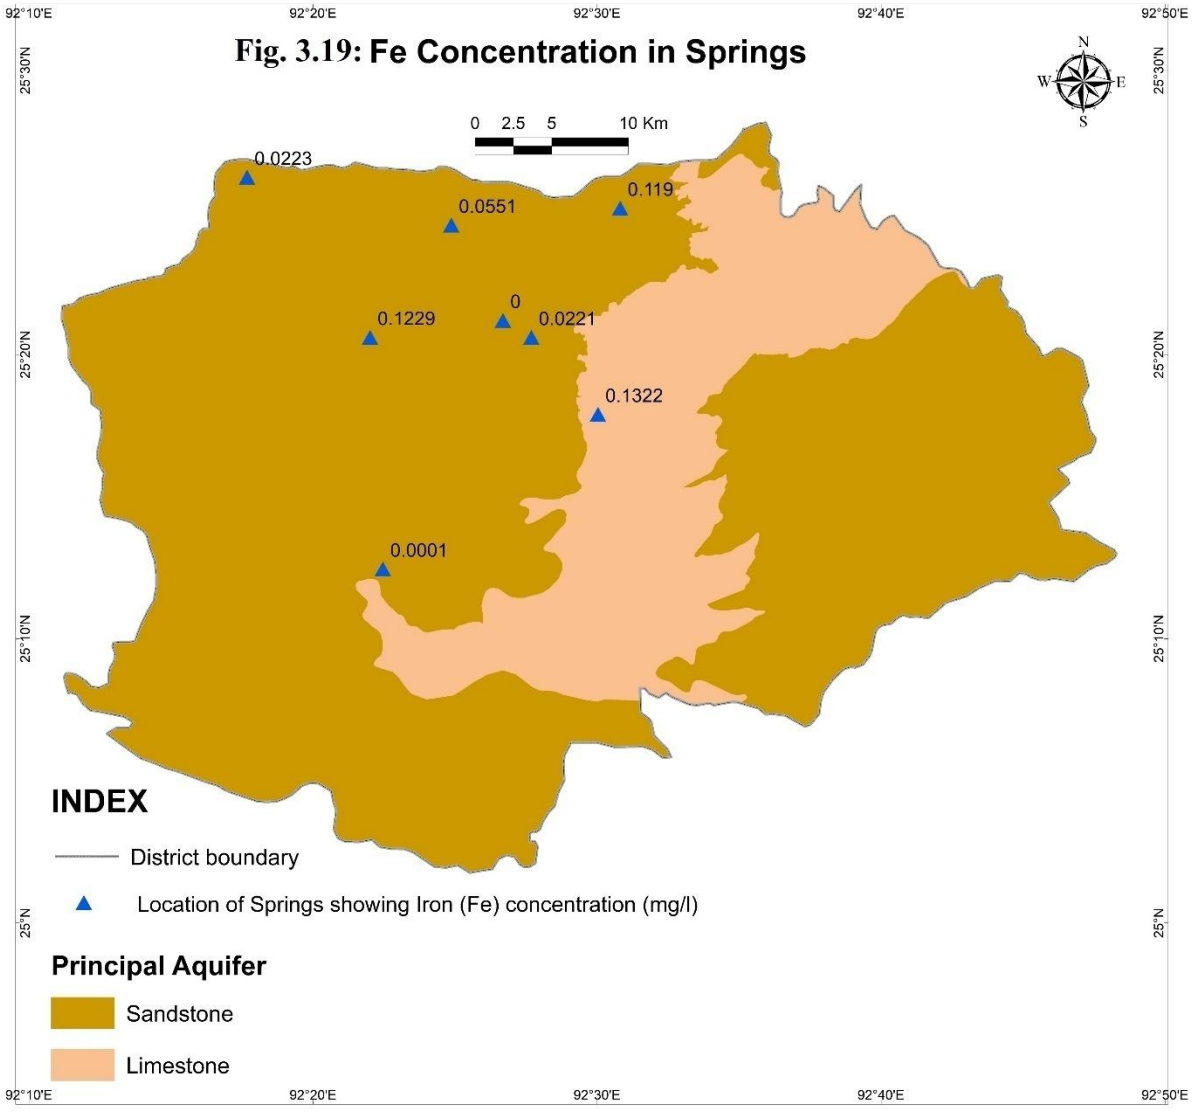 92°10'E 92°20'E 92°30'E 92°40'E 92°50'E
Fig. 3.19: Fe Concentration in Springs
N
W E
S
25°30'N 25°30'N
0 2.5 5 10 Km
0.0223
0.119
0.0551
0
0.1229 0.0221
25°20'N 25°20'N
0.1322
0.0001
25°10'N 25°10'N
INDEX
District boundary
Location of Springs showing Iron (Fe) concentration (mg/l)
25°N 25°N
Principal Aquifer
Sandstone
Limestone
92°10'E 92°20'E 92°30'E 92°40'E 92°50'E